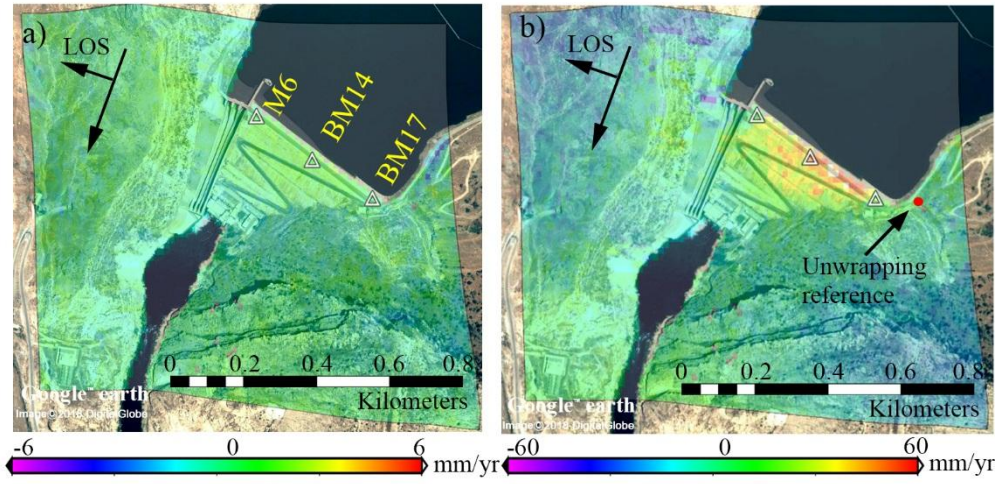 a)
LOS
M6
BM14
BM17
0 0.2 0.4 0.6 0.8
Kilometers
Google earth
Image © 2018 DigitalGlobe
-6 0 6 mm/yr
b)
LOS
Unwrapping
reference
0 0.2 0.4 0.6 0.8
Kilometers
Google earth
Image © 2018 DigitalGlobe
-60 0 60 mm/yr